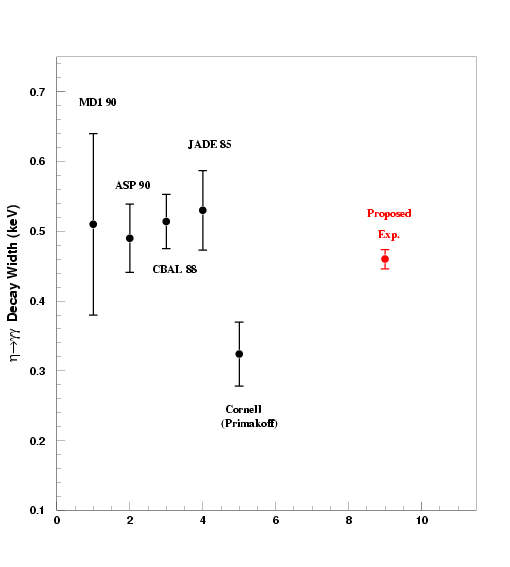 0.7
MD1 90
0.6
JADE 85
ASP 90
Proposed
Exp.
0.5
CBAL 88
0.4
η→γγ Decay Width (keV)
0.3
Cornell
(Primakoff)
0.2
0.1
0 2 4 6 8 10